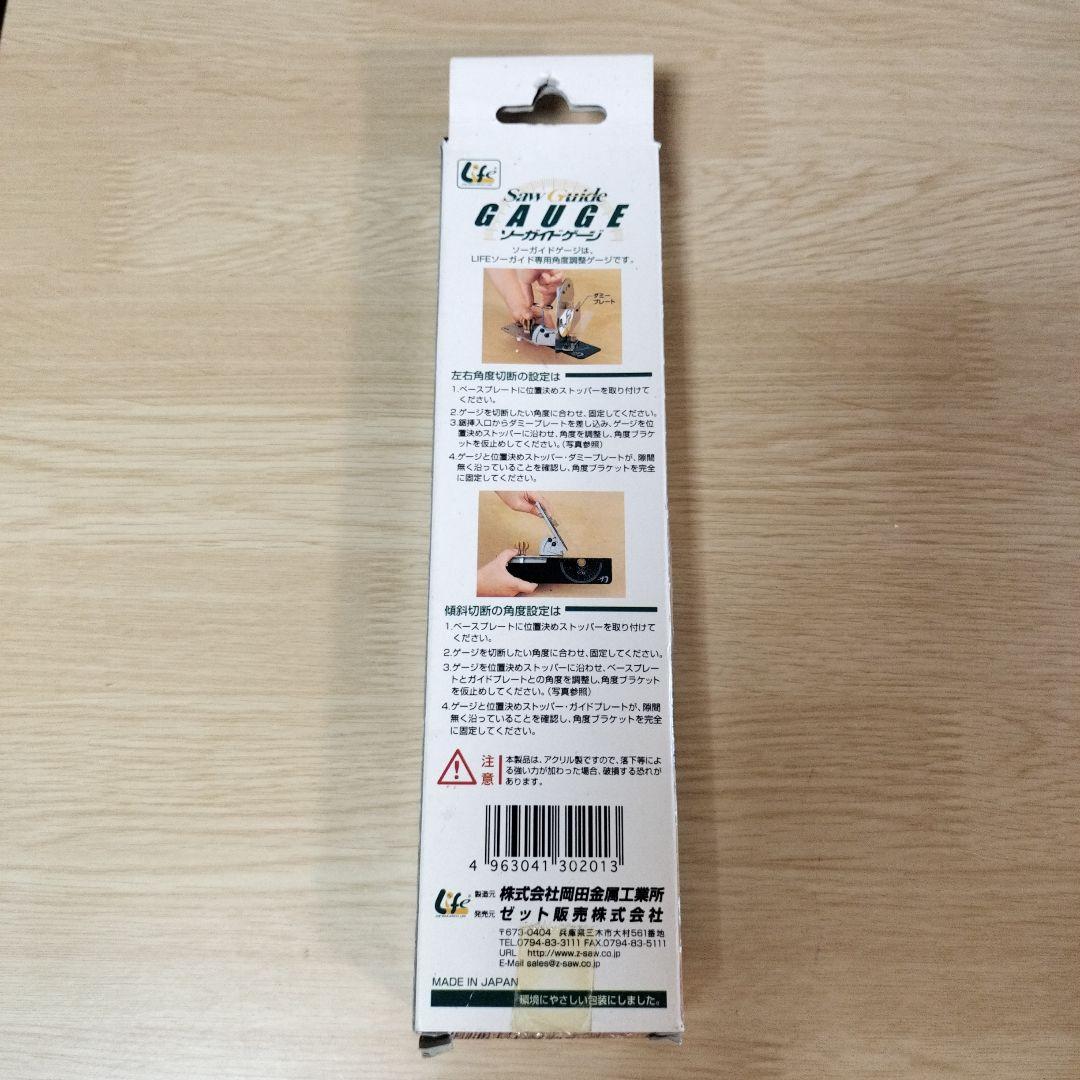 Life
Saw Guide
GAUGE
ソーガイドゲージ
ソーガイドゲージは、
LIFEソーガイド専用角度調整ゲージです。
ダミー
プレート
左右角度切断の設定は
1.ベースプレートに位置決めストッパーを取り付けて
ください。
2.ゲージを切断したい角度に合わせ、固定してください。
3.鋸挿入口からダミープレートを差し込み、ゲージを位
置決めストッパーに沿わせ、角度を調整し、角度ブラケ
ットを仮止めしてください。(写真参照)
4.ゲージと位置決めストッパー・ダミープレートが、隙間
無く沿っていることを確認し、角度ブラケットを完全
に固定してください。
傾斜切断の角度設定は
1.ベースプレートに位置決めストッパーを取り付けて
ください。
2.ゲージを切断したい角度に合わせ、固定してください。
3.ゲージを位置決めストッパーに沿わせ、ベースプレー
トとガイドプレートとの角度を調整し、角度ブラケット
を仮止めしてください。(写真参照)
4.ゲージと位置決めストッパー・ガイドプレートが、隙間
無く沿っていることを確認し、角度ブラケットを完全
に固定してください。
注意
本製品は、アクリル製ですので、落下等によ
る強い力が加わった場合、破損する恐れが
あります。
4 963041 302013
Life
製造元 株式会社岡田金属工業所
発売元 ゼット販売株式会社
〒673-0404 兵庫県三木市大村561番地
TEL.0794-83-3111 FAX.0794-83-5111
URL http://www.z-saw.co.jp
E-Mail sales@z-saw.co.jp
MADE IN JAPAN
環境にやさしい包装にしました。